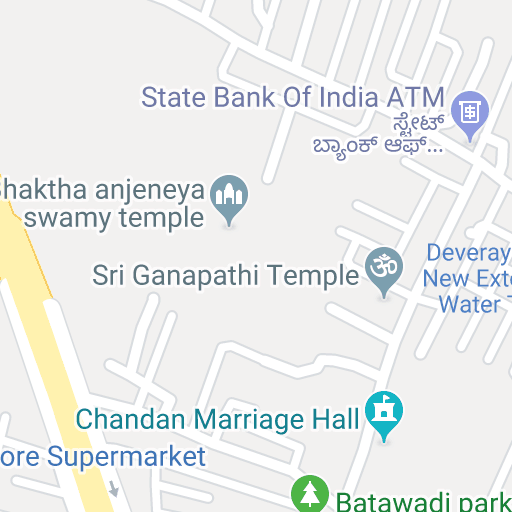 State Bank Of India ATM
ಸ್ಟೇಟ್
ಬ್ಯಾಂಕ್ ಆಫ್...
haktha anjeneya
swamy temple
Sri Ganapathi Temple
Deveray
New Exte
Water T
Chandan Marriage Hall
ore Supermarket
Batawadi park